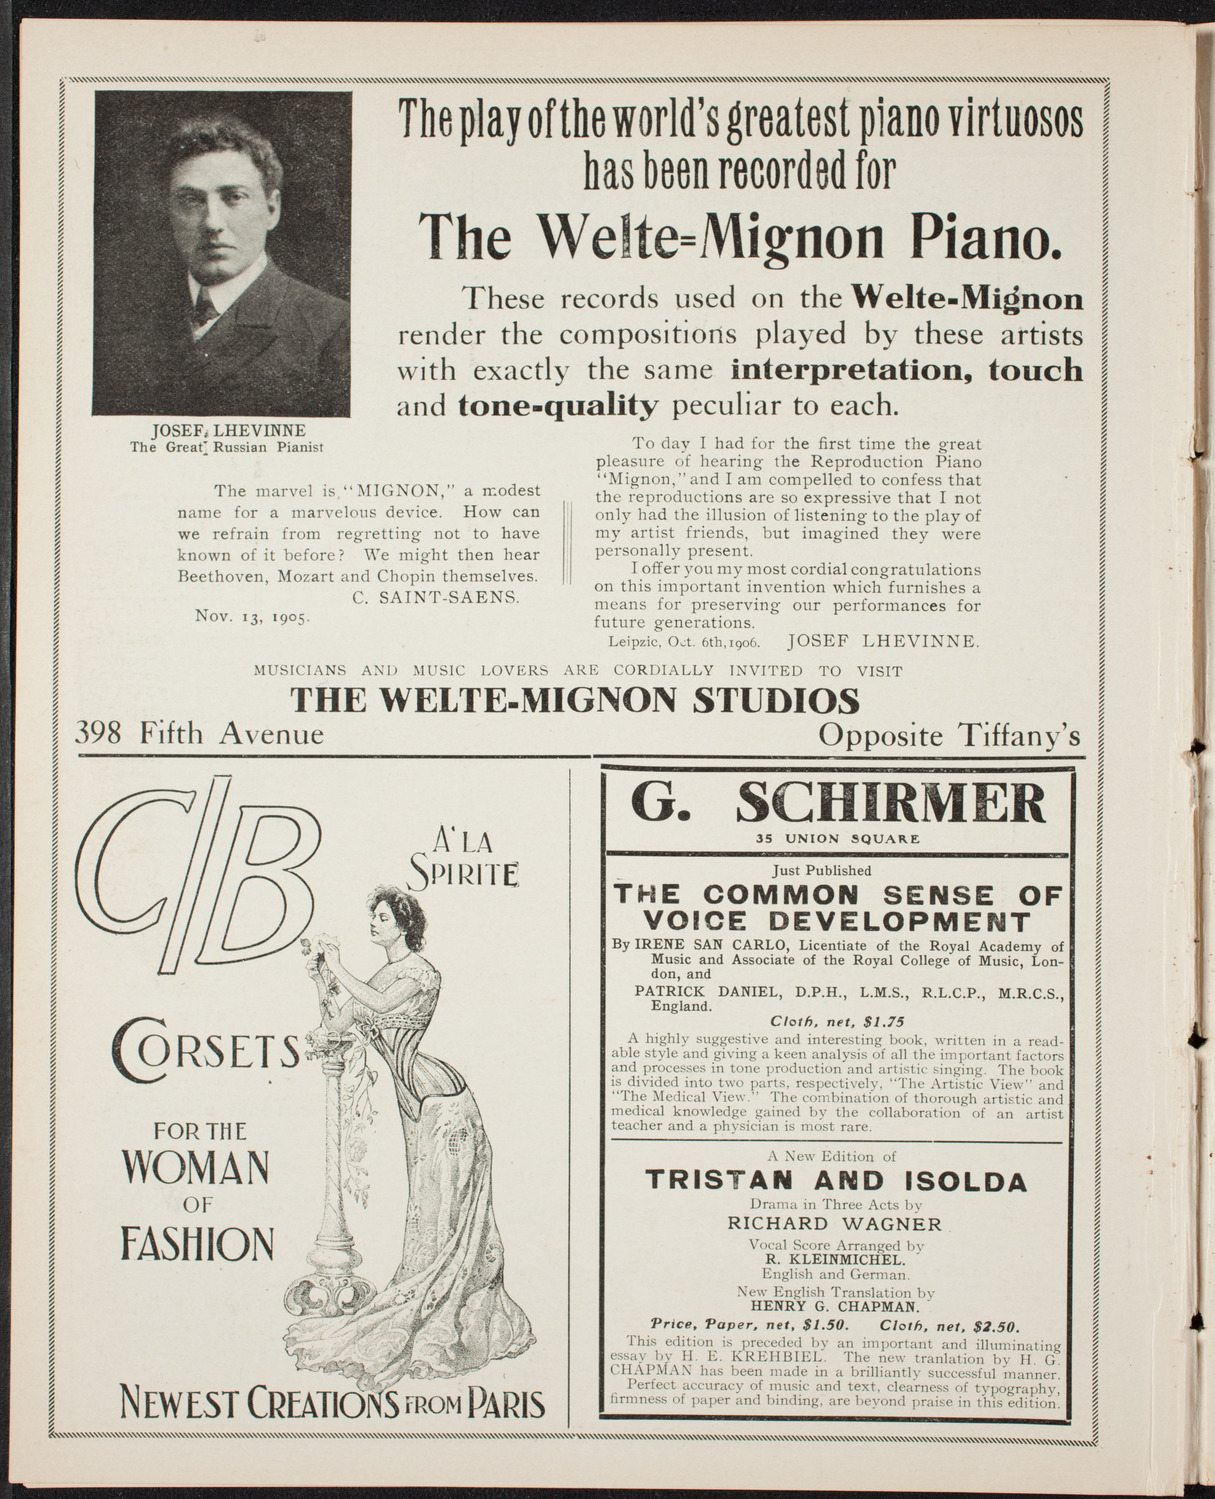 The play of the world's greatest piano virtuosos
has been recorded for
The Welte=Mignon Piano.
These records used on the Welte-Mignon
render the compositions played by these artists
with exactly the same interpretation, touch
and tone-quality peculiar to each.
JOSEF LHEVINNE
The Great Russian Pianist
The marvel is "MIGNON," a modest
name for a marvelous device. How can
we refrain from regretting not to have
known of it before? We might then hear
Beethoven, Mozart and Chopin themselves.
C. SAINT-SAENS.
Nov. 13, 1905.
To day I had for the first time the great
pleasure of hearing the Reproduction Piano
"Mignon," and I am compelled to confess that
the reproductions are so expressive that I not
only had the illusion of listening to the play of
my artist friends, but imagined they were
personally present.
I offer you my most cordial congratulations
on this important invention which furnishes a
means for preserving our performances for
future generations.
Leipzic, Oct. 6th, 1906. JOSEF LHEVINNE.
MUSICIANS AND MUSIC LOVERS ARE CORDIALLY INVITED TO VISIT
THE WELTE-MIGNON STUDIOS
398 Fifth Avenue Opposite Tiffany's
C/B
A' LA
SPIRITE
CORSETS
FOR THE
WOMAN
OF
FASHION
NEWEST CREATIONS FROM PARIS
G. SCHIRMER
35 UNION SQUARE
Just Published
THE COMMON SENSE OF
VOICE DEVELOPMENT
By IRENE SAN CARLO, Licentiate of the Royal Academy of
Music and Associate of the Royal College of Music, Lon-
don, and
PATRICK DANIEL, D.P.H., L.M.S., R.L.C.P., M.R.C.S.,
England.
Cloth, net, $1.75
A highly suggestive and interesting book, written in a read-
able style and giving a keen analysis of all the important factors
and processes in tone production and artistic singing. The book
is divided into two parts, respectively, "The Artistic View" and
"The Medical View." The combination of thorough artistic and
medical knowledge gained by the collaboration of an artist
teacher and a physician is most rare.
A New Edition of
TRISTAN AND ISOLDA
Drama in Three Acts by
RICHARD WAGNER
Vocal Score Arranged by
R. KLEINMICHEL.
English and German.
New English Translation by
HENRY G. CHAPMAN.
Price, Paper, net, $1.50. Cloth, net, $2.50.
This edition is preceded by an important and illuminating
essay by H. E. KREHBIEL. The new tranlation by H. G.
CHAPMAN has been made in a brilliantly successful manner.
Perfect accuracy of music and text, clearness of typography,
firmness of paper and binding, are beyond praise in this edition.